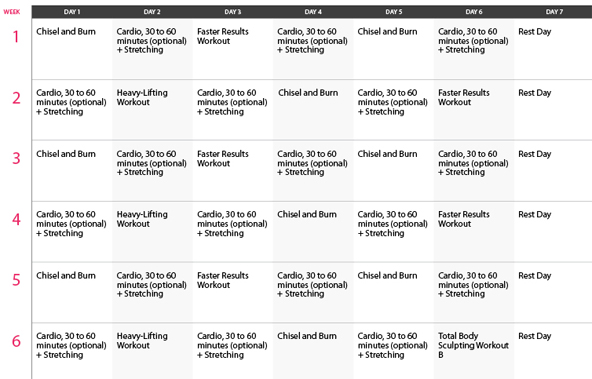 WEEK DAY 1 DAY 2 DAY 3 DAY 4 DAY 5 DAY 6 DAY 7
1
Chisel and Burn
Cardio, 30 to 60
minutes (optional)
+ Stretching
Faster Results
Workout
Cardio, 30 to 60
minutes (optional)
+ Stretching
Chisel and Burn
Cardio, 30 to 60
minutes (optional)
+ Stretching
Rest Day
2
Cardio, 30 to 60
minutes (optional)
+ Stretching
Heavy-Lifting
Workout
Cardio, 30 to 60
minutes (optional)
+ Stretching
Chisel and Burn
Cardio, 30 to 60
minutes (optional)
+ Stretching
Faster Results
Workout
Rest Day
3
Chisel and Burn
Cardio, 30 to 60
minutes (optional)
+ Stretching
Faster Results
Workout
Cardio, 30 to 60
minutes (optional)
+ Stretching
Chisel and Burn
Cardio, 30 to 60
minutes (optional)
+ Stretching
Rest Day
4
Cardio, 30 to 60
minutes (optional)
+ Stretching
Heavy-Lifting
Workout
Cardio, 30 to 60
minutes (optional)
+ Stretching
Chisel and Burn
Cardio, 30 to 60
minutes (optional)
+ Stretching
Faster Results
Workout
Rest Day
5
Chisel and Burn
Cardio, 30 to 60
minutes (optional)
+ Stretching
Faster Results
Workout
Cardio, 30 to 60
minutes (optional)
+ Stretching
Chisel and Burn
Cardio, 30 to 60
minutes (optional)
+ Stretching
Rest Day
6
Cardio, 30 to 60
minutes (optional)
+ Stretching
Heavy-Lifting
Workout
Cardio, 30 to 60
minutes (optional)
+ Stretching
Chisel and Burn
Cardio, 30 to 60
minutes (optional)
+ Stretching
Total Body
Sculpting Workout
B
Rest Day